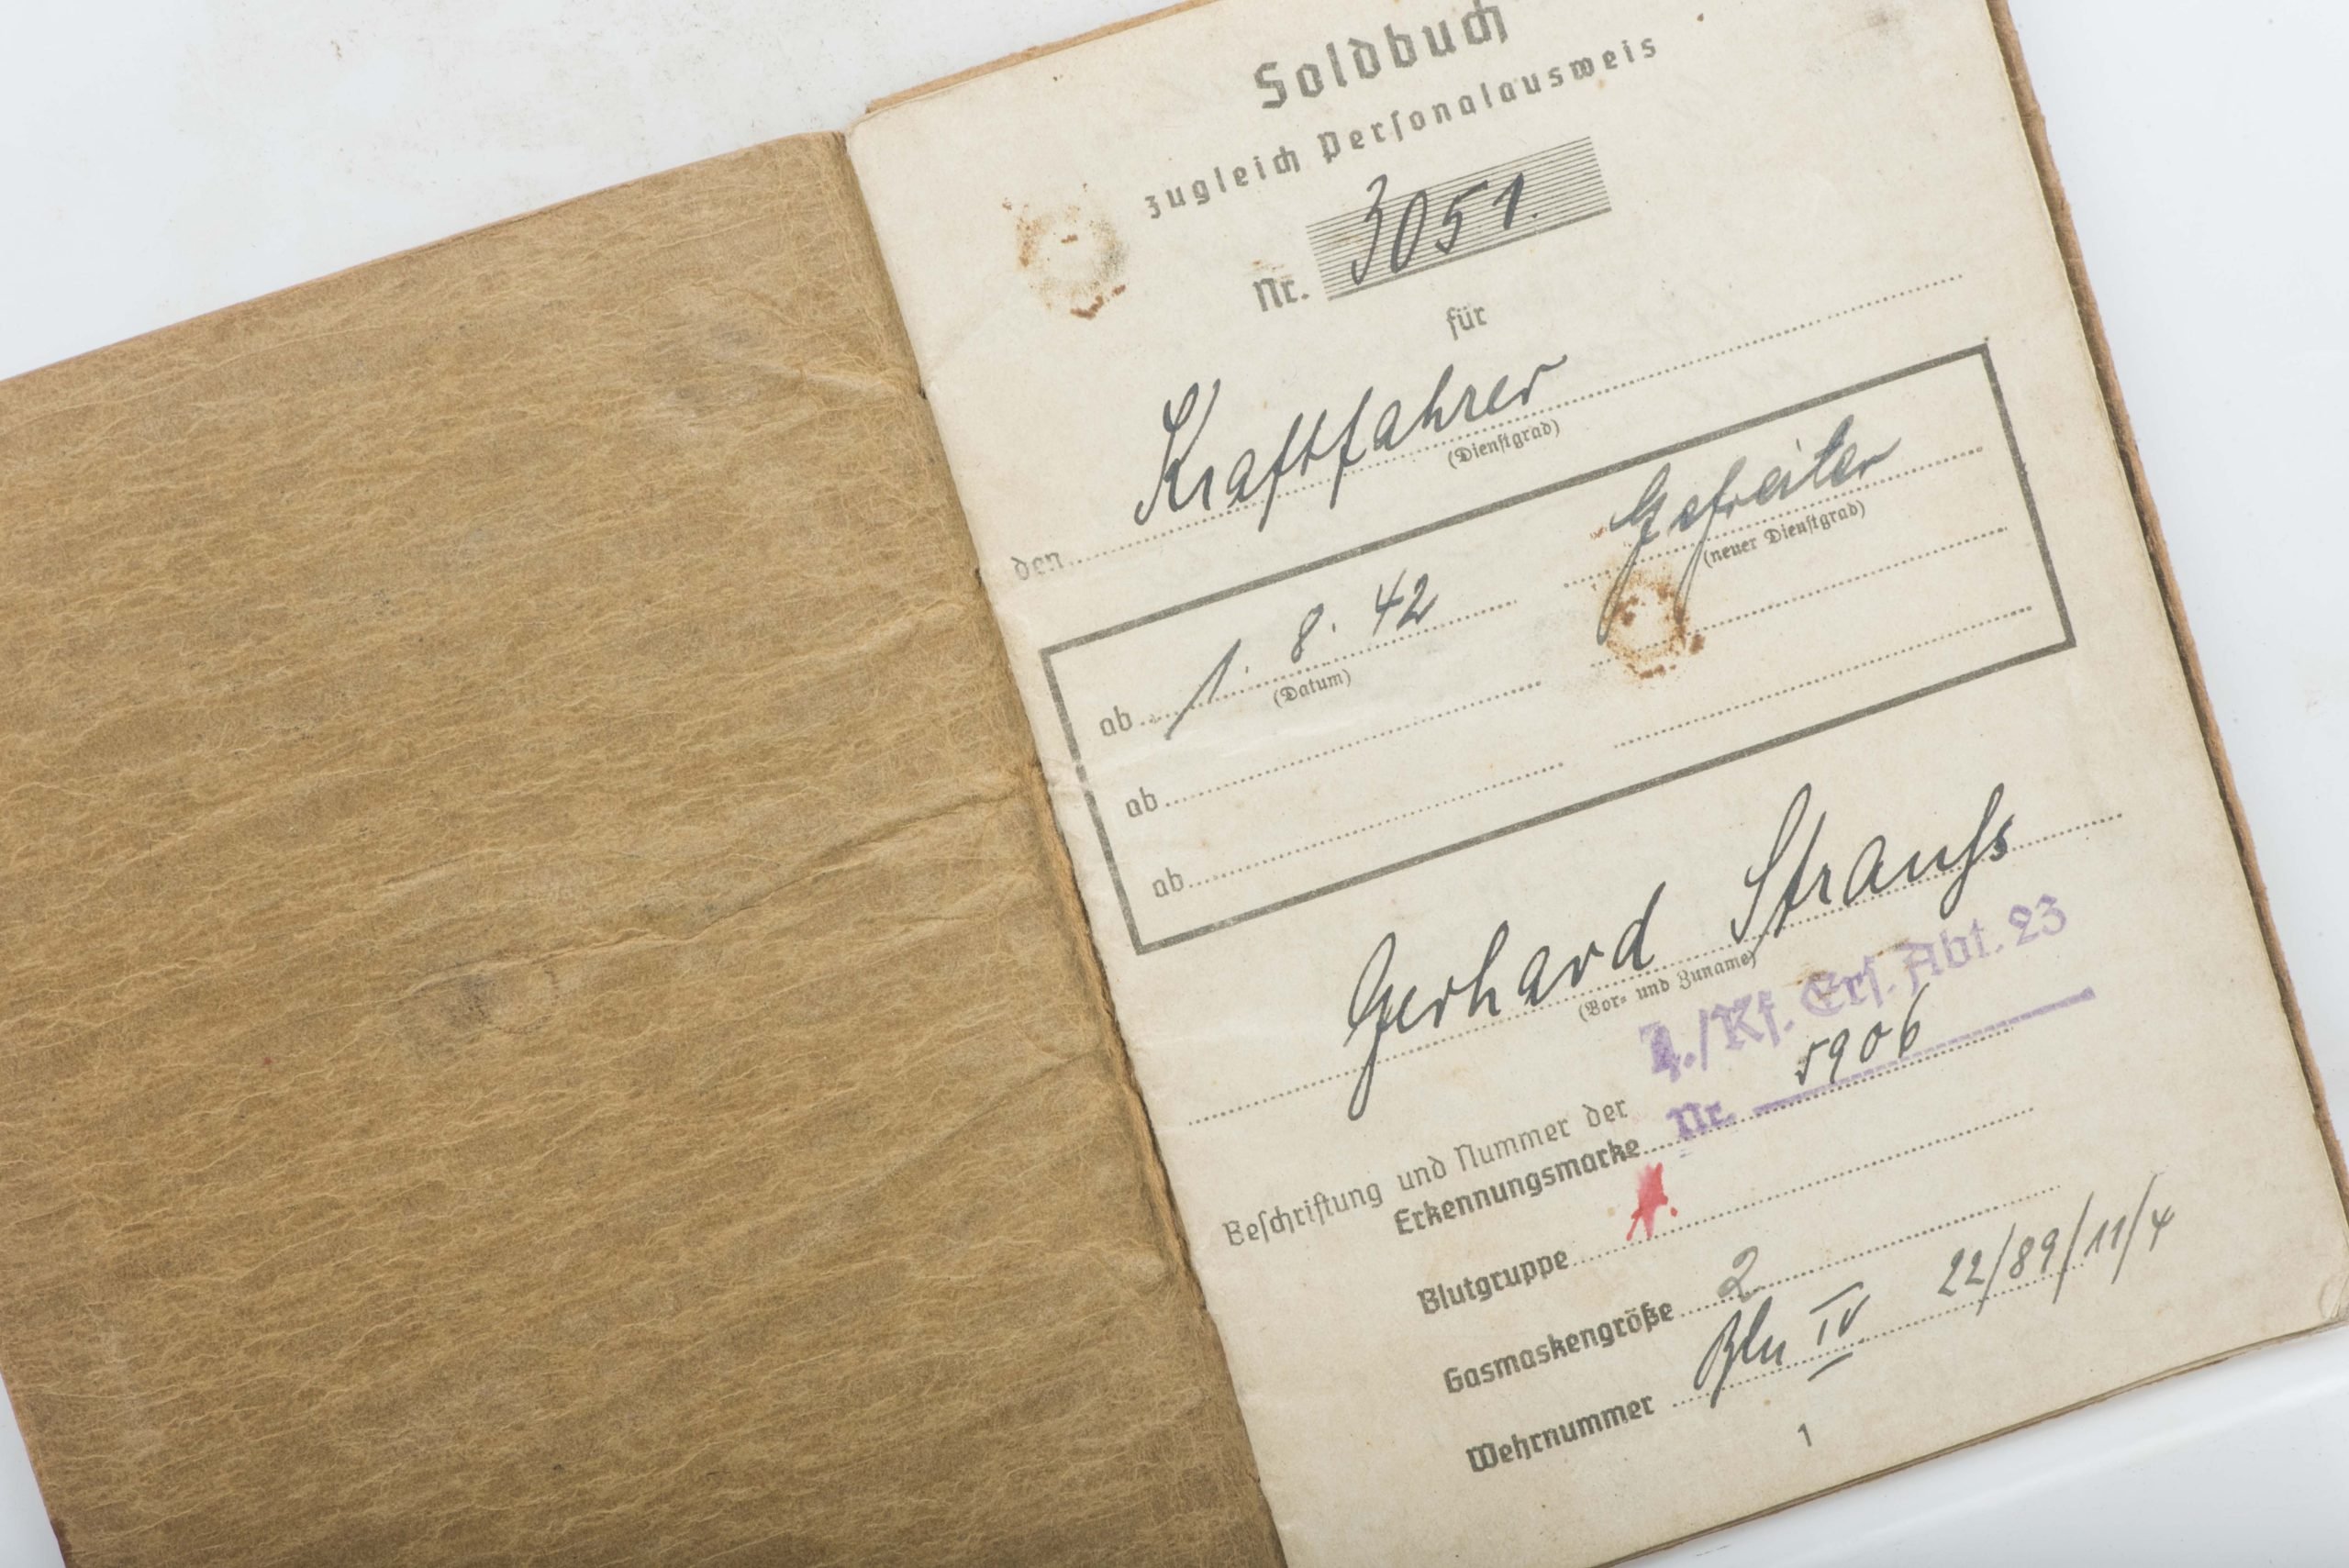 Soldbuch
zugleich Personalausweis
Nr. 3051.
für
den Kraftfahrer
(Dienstgrad)
ab 1. 8. 42 Gefreiter
(Datum) (neuer Dienstgrad)
ab
ab
Gerhard Strauss
(Vor- und Zuname)
./Kf. Ers. Abt. 23
Beschriftung und Nummer der
Erkennungsmarke Nr. 5906
Blutgruppe A.
Gasmaskengröße 2
Wehrnummer Bln IV 22/89/11/4
1